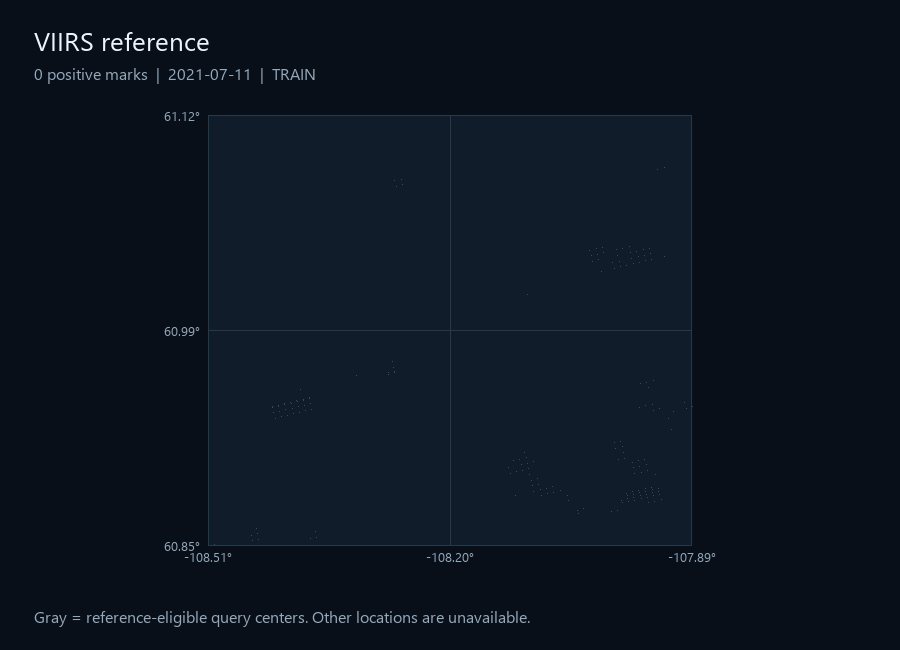 VIIRS reference
0 positive marks | 2021-07-11 | TRAIN
61.12°
60.99°
60.85°
-108.51°
-108.20°
-107.89°
Gray = reference-eligible query centers. Other locations are unavailable.